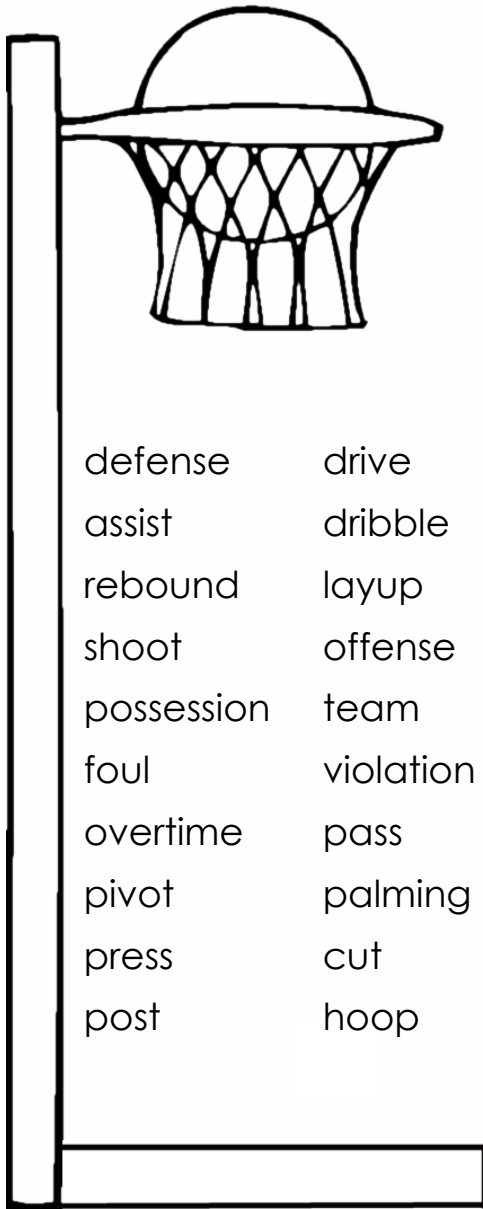 defense drive
assist dribble
rebound layup
shoot offense
possession team
foul violation
overtime pass
pivot palming
press cut
post hoop